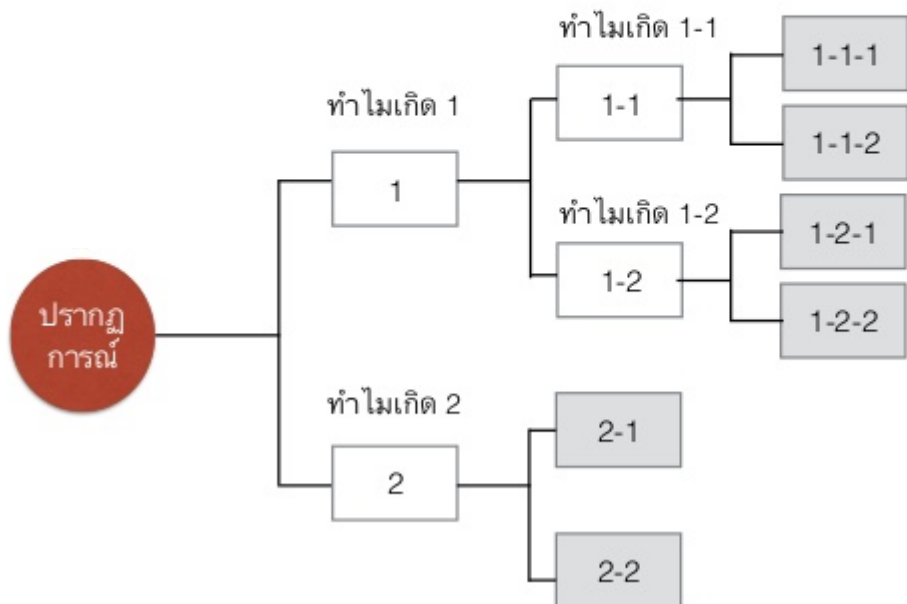 ทำไมเกิด 1-1
1-1-1
ทำไมเกิด 1
1-1
1-1-2
1
ทำไมเกิด 1-2
1-2-1
1-2
ปรากฏ
การณ์
1-2-2
ทำไมเกิด 2
2-1
2
2-2